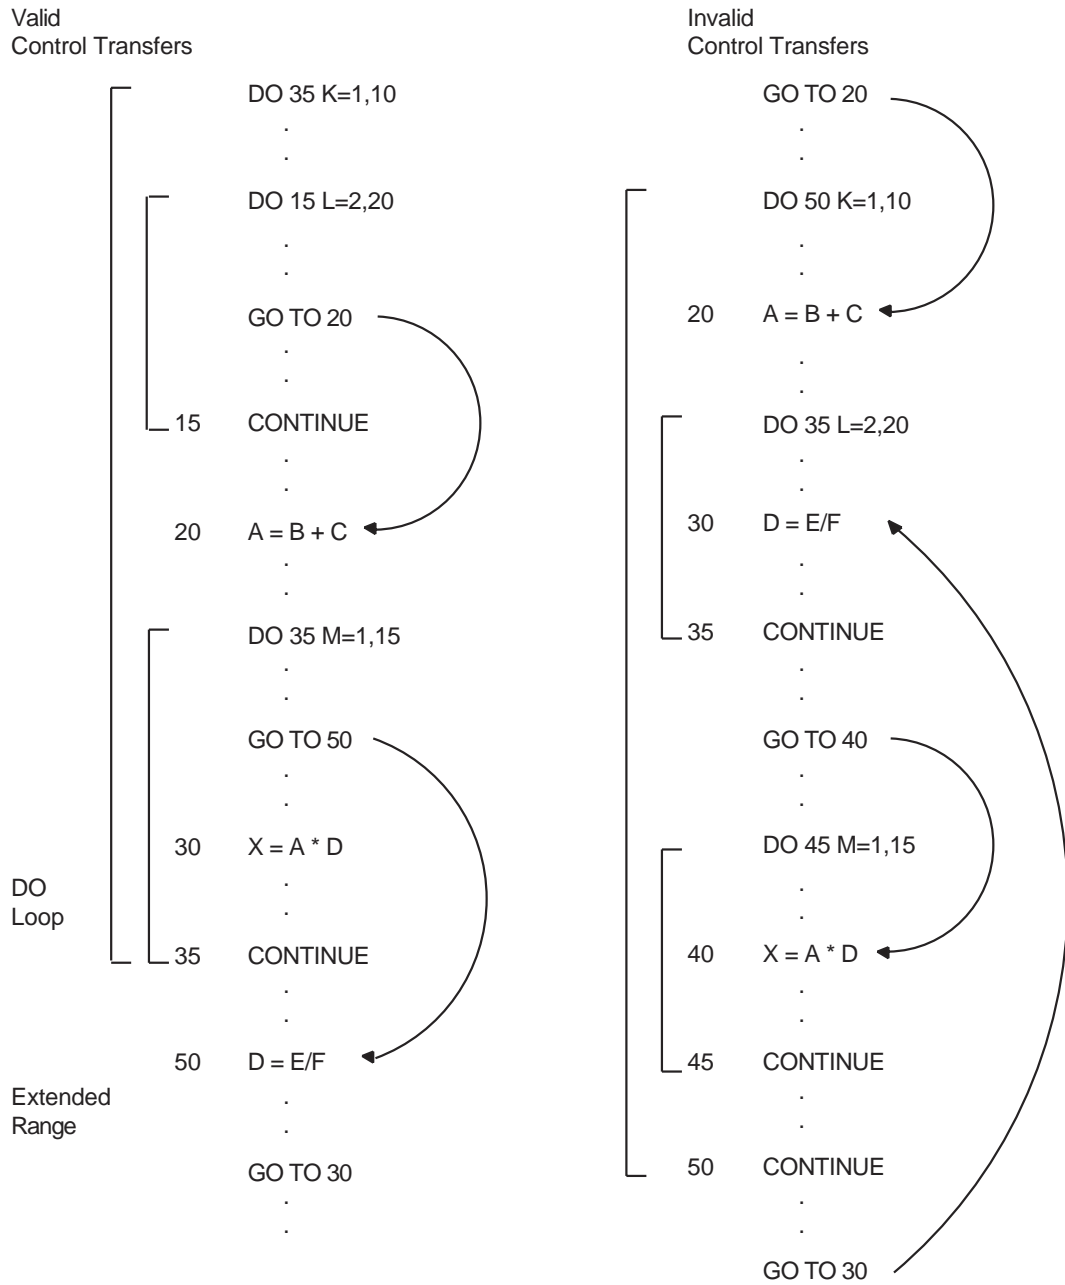 Valid
Control Transfers
DO 35 K=1,10
.
.
DO 15 L=2,20
.
.
GO TO 20
.
.
15 CONTINUE
.
.
20 A = B + C
.
.
DO 35 M=1,15
.
.
GO TO 50
.
.
30 X = A * D
.
.
DO
Loop
35 CONTINUE
.
.
50 D = E/F
Extended
Range
.
.
GO TO 30
.
.
Invalid
Control Transfers
GO TO 20
.
.
DO 50 K=1,10
.
.
20 A = B + C
.
.
DO 35 L=2,20
.
.
30 D = E/F
.
.
35 CONTINUE
.
.
GO TO 40
.
.
DO 45 M=1,15
.
.
40 X = A * D
.
.
45 CONTINUE
.
.
50 CONTINUE
.
.
GO TO 30